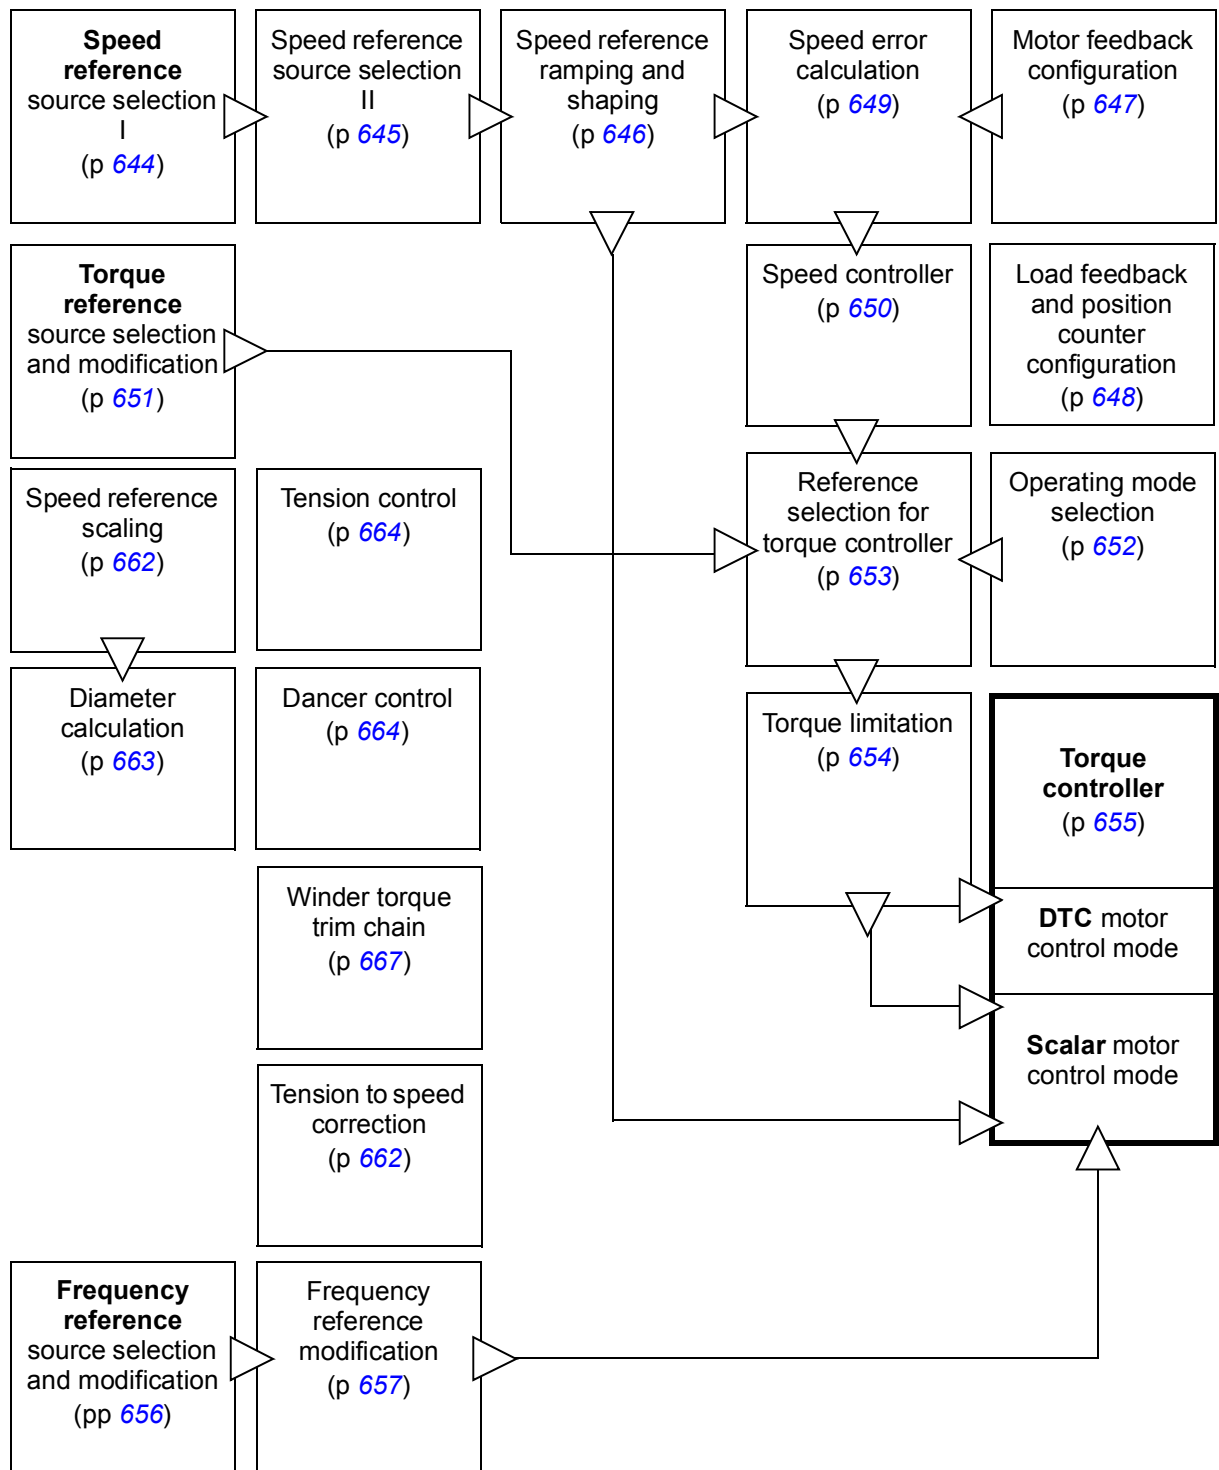 Speed
reference
source selection
I
(p 644)
Speed reference
source selection
II
(p 645)
Speed reference
ramping and
shaping
(p 646)
Speed error
calculation
(p 649)
Motor feedback
configuration
(p 647)
Torque
reference
source selection
and modification
(p 651)
Speed controller
(p 650)
Load feedback
and position
counter
configuration
(p 648)
Speed reference
scaling
(p 662)
Tension control
(p 664)
Reference
selection for
torque controller
(p 653)
Operating mode
selection
(p 652)
Diameter
calculation
(p 663)
Dancer control
(p 664)
Torque limitation
(p 654)
Torque
controller
(p 655)
DTC motor
control mode
Scalar motor
control mode
Winder torque
trim chain
(p 667)
Tension to speed
correction
(p 662)
Frequency
reference
source selection
and modification
(pp 656)
Frequency
reference
modification
(p 657)